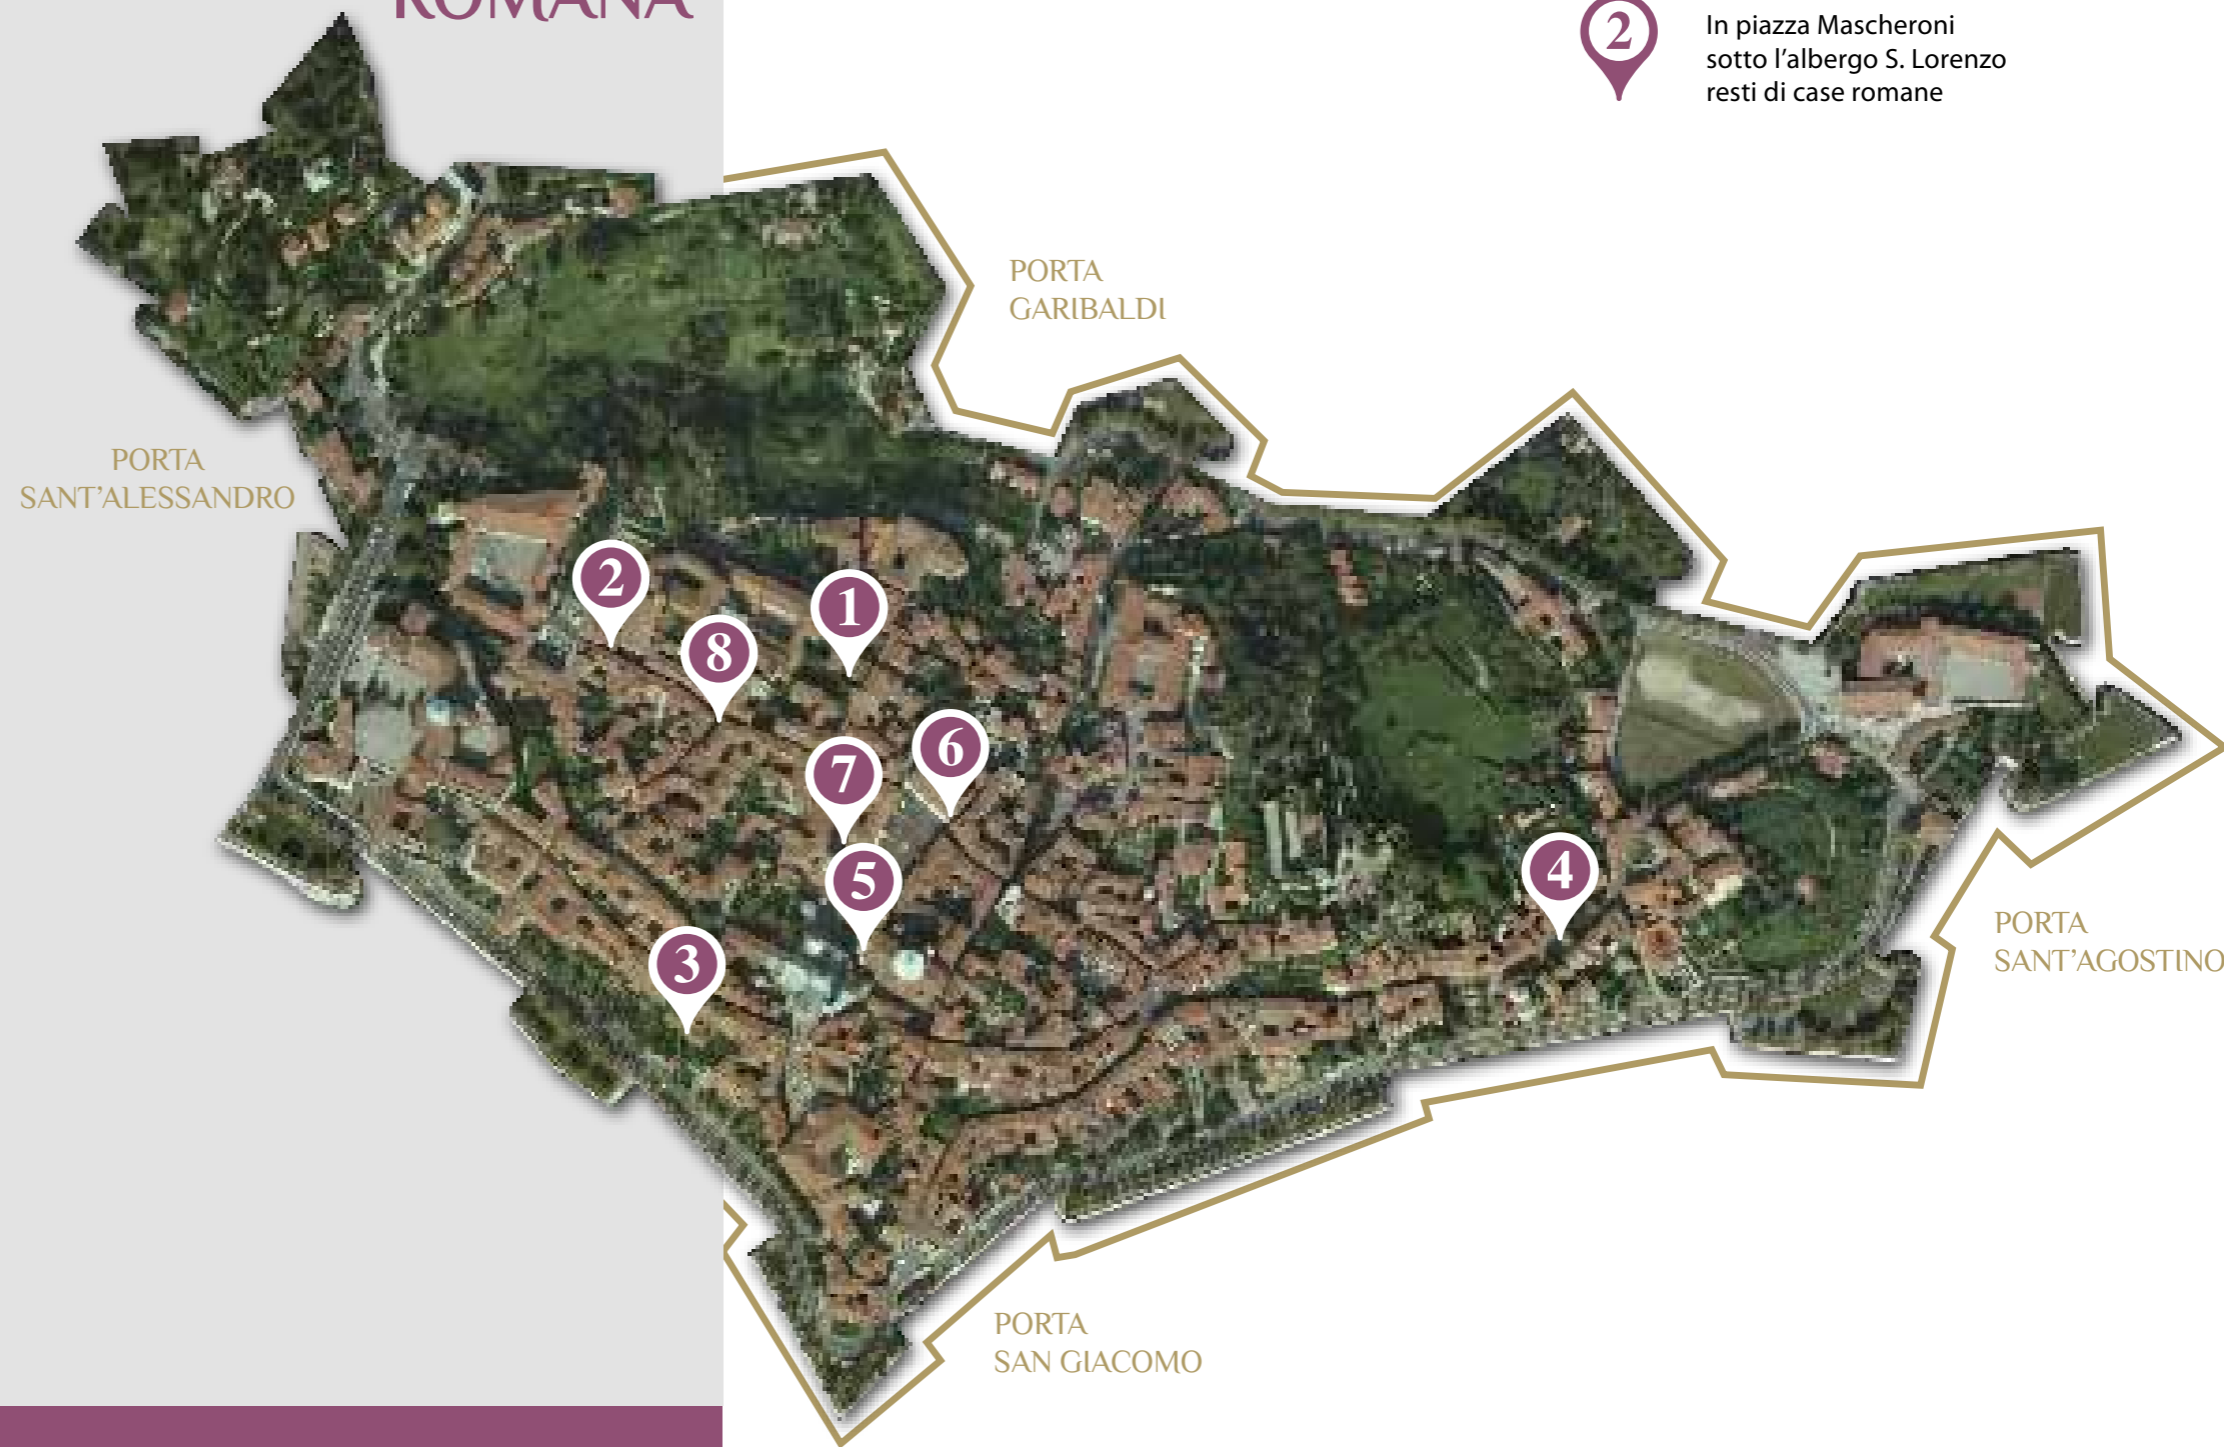 ROMANA
2
In piazza Mascheroni
sotto l'albergo S. Lorenzo
resti di case romane
PORTA
GARIBALDI
PORTA
SANT'ALESSANDRO
2
1
8
6
7
5
4
3
PORTA
SANT'AGOSTINO
PORTA
SAN GIACOMO